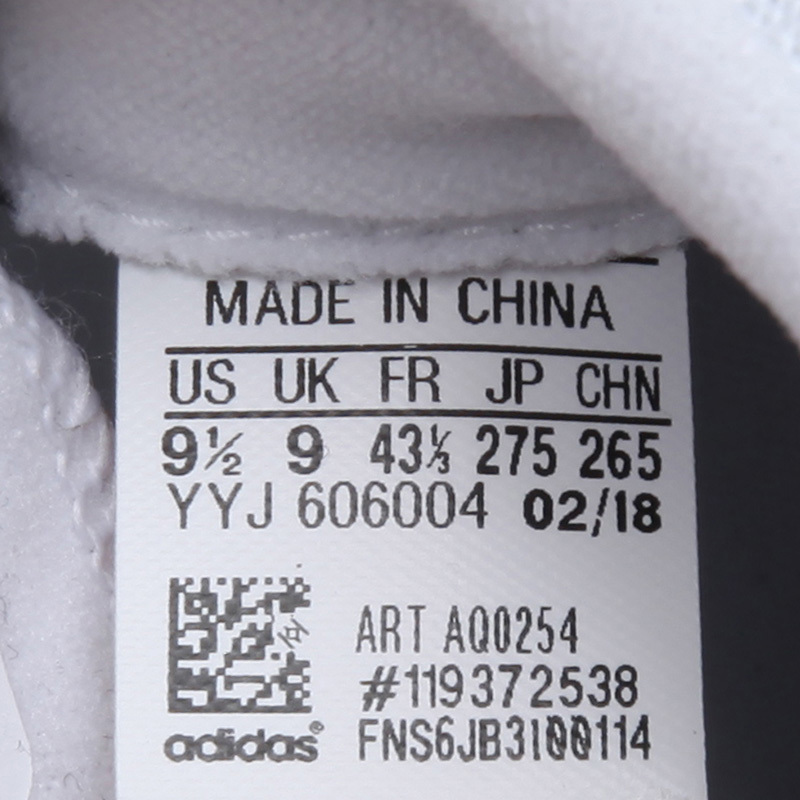 MADE IN CHINA
US UK FR JP CHN
9½ 9 43⅓ 275 265
YYJ 606004 02/18
ART AQ0254
#119372538
adidas® FNS6JB3I00114